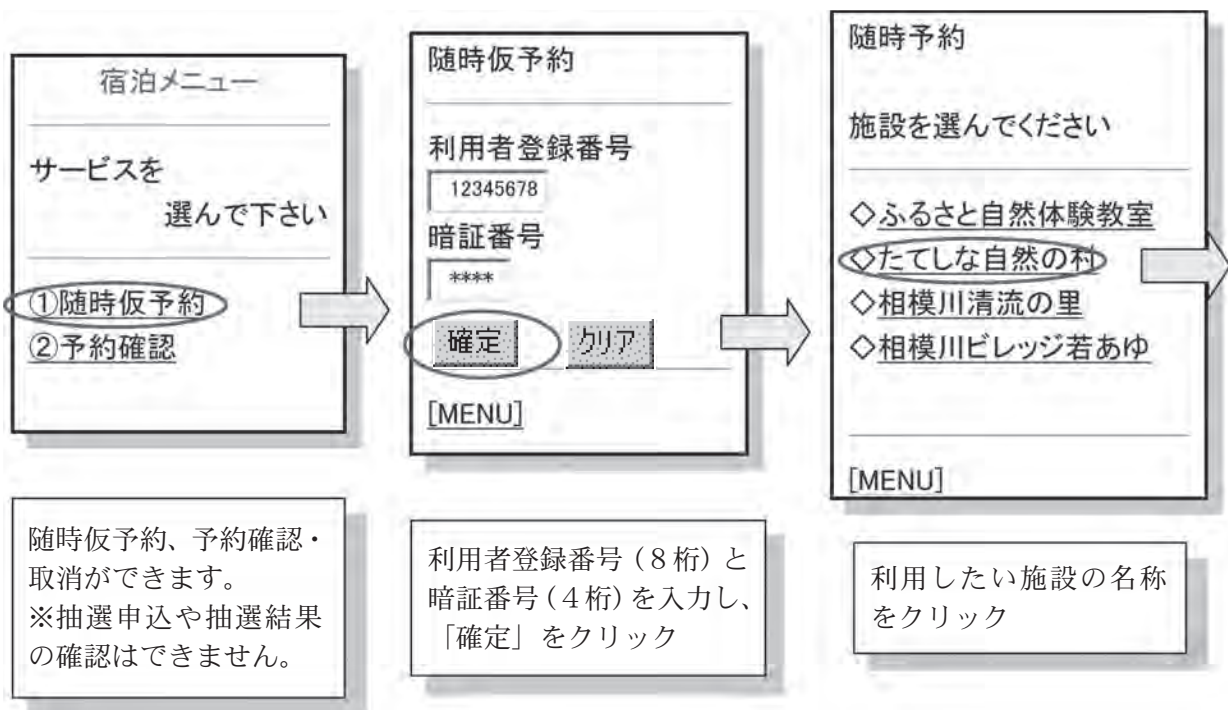 宿泊メニュー
サービスを
選んで下さい
①随時仮予約
②予約確認
随時仮予約
利用者登録番号
12345678
暗証番号
****
確定 クリア
[MENU]
随時予約
施設を選んでください
◇ふるさと自然体験教室
◇たてしな自然の村
◇相模川清流の里
◇相模川ビレッジ若あゆ
[MENU]
随時仮予約、予約確認・
取消ができます。
※抽選申込や抽選結果
の確認はできません。
利用者登録番号(8桁)と
暗証番号(4桁)を入力し、
「確定」をクリック
利用したい施設の名称
をクリック